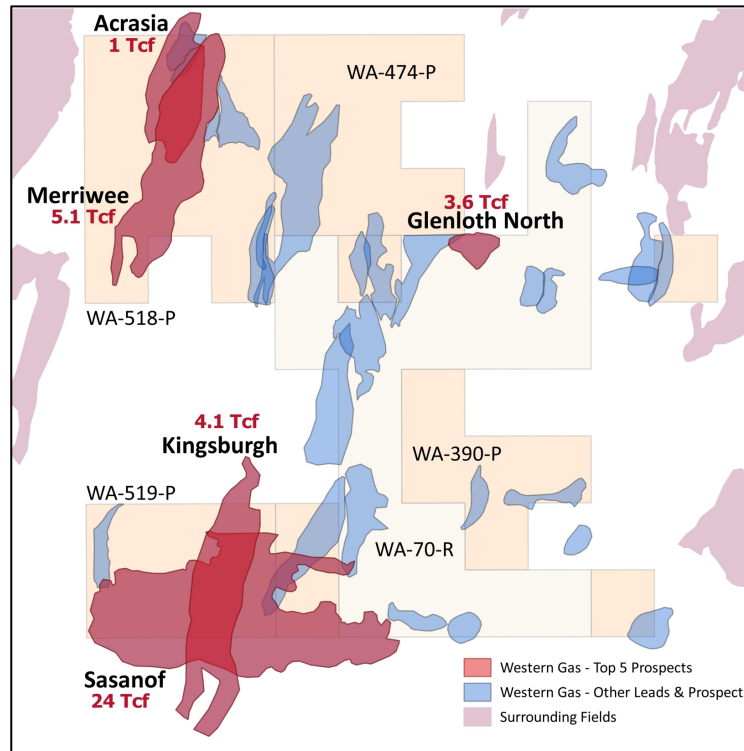 Acrasia
1 Tcf
WA-474-P
Merriwee
5.1 Tcf
3.6 Tcf
Glenloth North
WA-518-P
4.1 Tcf
Kingsburgh
WA-390-P
WA-519-P
WA-70-R
Sasanof
24 Tcf
Western Gas - Top 5 Prospects
Western Gas - Other Leads & Prospect
Surrounding Fields